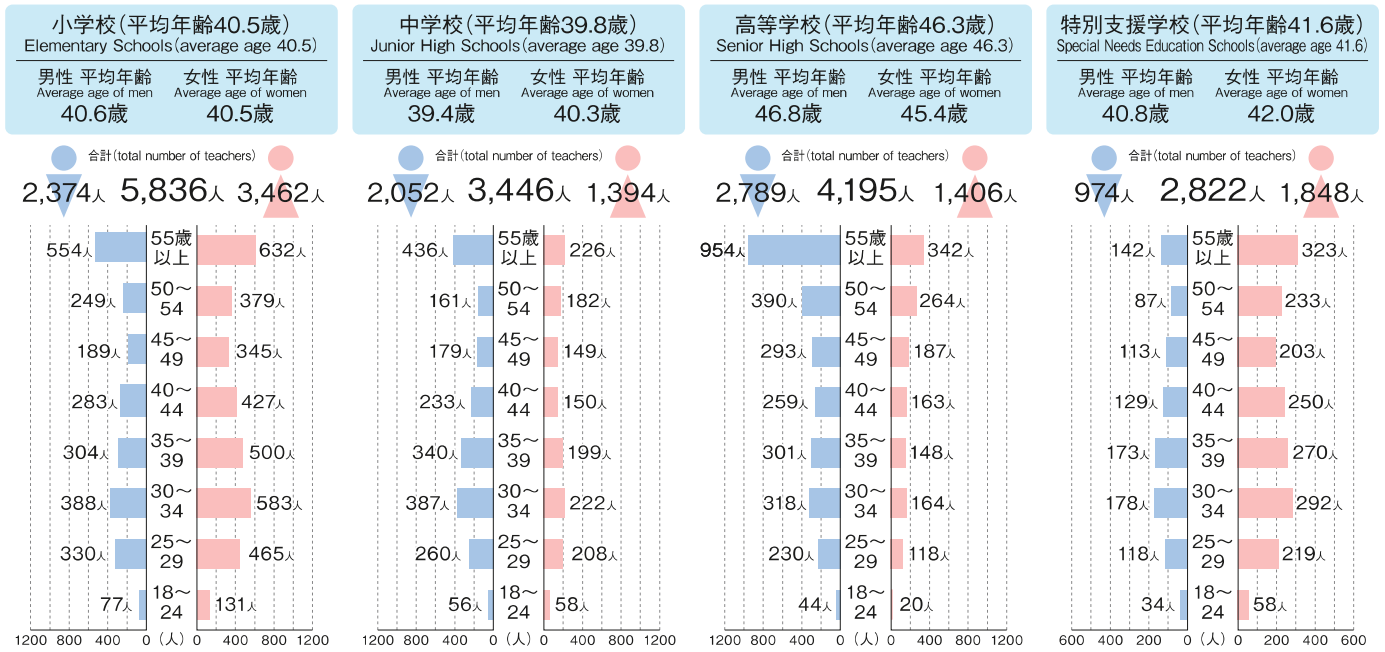 小学校(平均年齢40.5歳)
Elementary Schools(average age 40.5)
男性 平均年齢
Average age of men
40.6歳
女性 平均年齢
Average age of women
40.5歳
合計(total number of teachers)
2,374人 5,836人 3,462人
554人 55歳以上 632人
249人 50～54 379人
189人 45～49 345人
283人 40～44 427人
304人 35～39 500人
388人 30～34 583人
330人 25～29 465人
77人 18～24 131人
1200 800 400 0 (人) 0 400 800 1200
中学校(平均年齢39.8歳)
Junior High Schools(average age 39.8)
男性 平均年齢
Average age of men
39.4歳
女性 平均年齢
Average age of women
40.3歳
合計(total number of teachers)
2,052人 3,446人 1,394人
436人 55歳以上 226人
161人 50～54 182人
179人 45～49 149人
233人 40～44 150人
340人 35～39 199人
387人 30～34 222人
260人 25～29 208人
56人 18～24 58人
1200 800 400 0 (人) 0 400 800 1200
高等学校(平均年齢46.3歳)
Senior High Schools(average age 46.3)
男性 平均年齢
Average age of men
46.8歳
女性 平均年齢
Average age of women
45.4歳
合計(total number of teachers)
2,789人 4,195人 1,406人
954人 55歳以上 342人
390人 50～54 264人
293人 45～49 187人
259人 40～44 163人
301人 35～39 148人
318人 30～34 164人
230人 25～29 118人
44人 18～24 20人
1200 800 400 0 (人) 0 400 800 1200
特別支援学校(平均年齢41.6歳)
Special Needs Education Schools(average age 41.6)
男性 平均年齢
Average age of men
40.8歳
女性 平均年齢
Average age of women
42.0歳
合計(total number of teachers)
974人 2,822人 1,848人
142人 55歳以上 323人
87人 50～54 233人
113人 45～49 203人
129人 40～44 250人
173人 35～39 270人
178人 30～34 292人
118人 25～29 219人
34人 18～24 58人
600 400 200 0 (人) 0 200 400 600